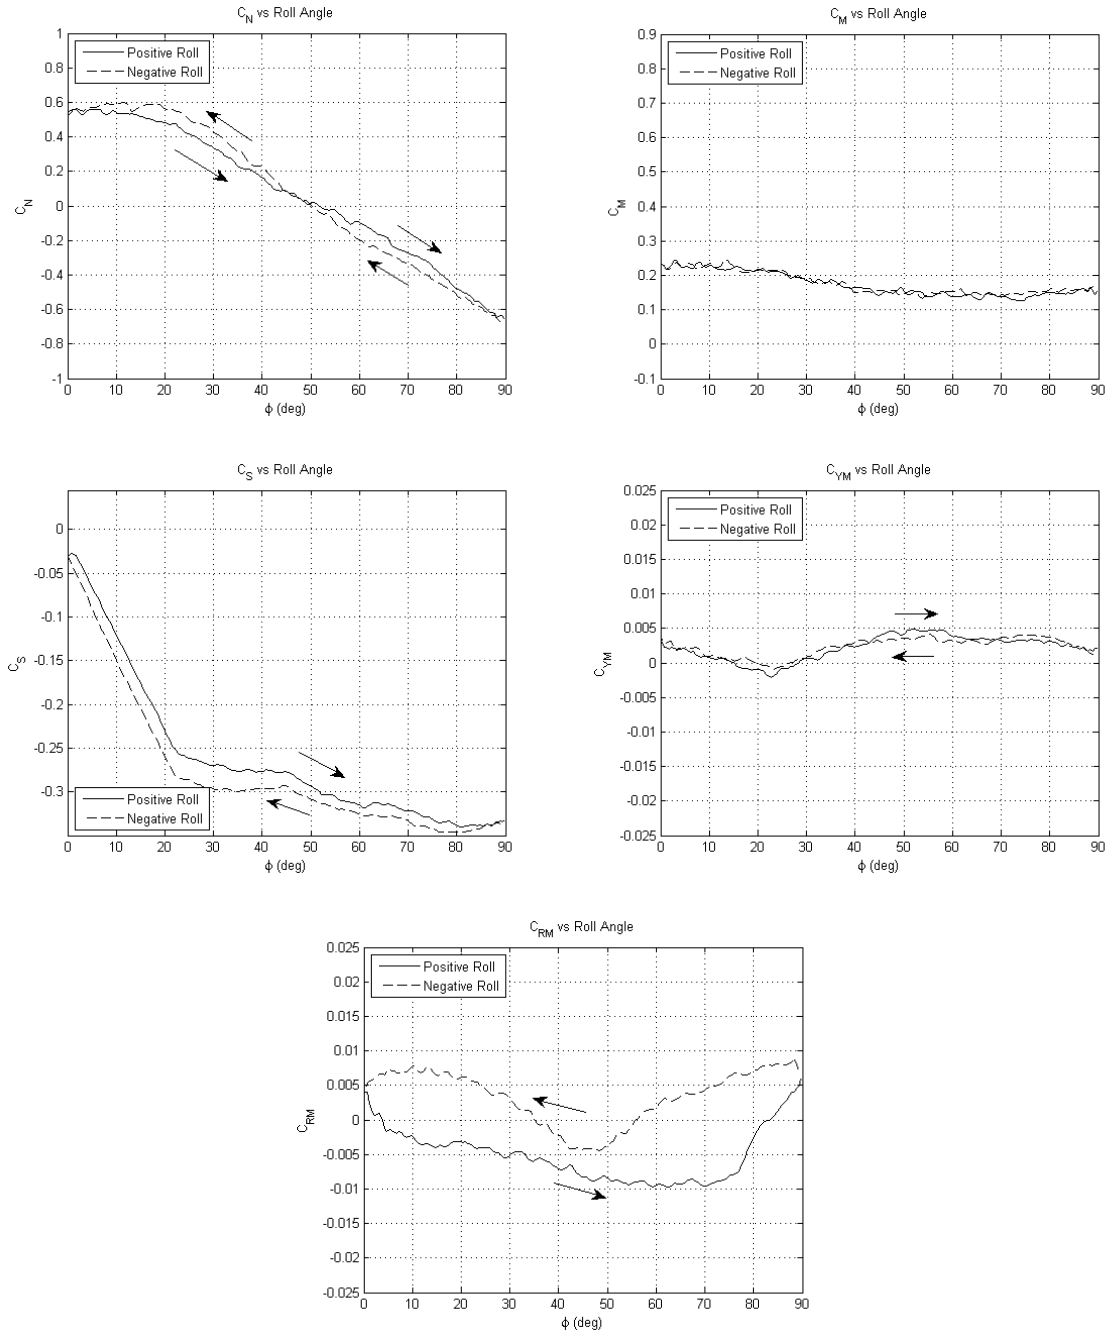 C_N vs Roll Angle
Positive Roll
Negative Roll
1
0.8
0.6
0.4
0.2
0
-0.2
-0.4
-0.6
-0.8
-1
C_N
0 10 20 30 40 50 60 70 80 90
ϕ (deg)
C_M vs Roll Angle
Positive Roll
Negative Roll
0.9
0.8
0.7
0.6
0.5
0.4
0.3
0.2
0.1
0
-0.1
C_M
0 10 20 30 40 50 60 70 80 90
ϕ (deg)
C_S vs Roll Angle
0
-0.05
-0.1
-0.15
-0.2
-0.25
-0.3
C_S
Positive Roll
Negative Roll
0 10 20 30 40 50 60 70 80 90
ϕ (deg)
C_YM vs Roll Angle
Positive Roll
Negative Roll
0.025
0.02
0.015
0.01
0.005
0
-0.005
-0.01
-0.015
-0.02
-0.025
C_YM
0 10 20 30 40 50 60 70 80 90
ϕ (deg)
C_RM vs Roll Angle
Positive Roll
Negative Roll
0.025
0.02
0.015
0.01
0.005
0
-0.005
-0.01
-0.015
-0.02
-0.025
C_RM
0 10 20 30 40 50 60 70 80 90
ϕ (deg)